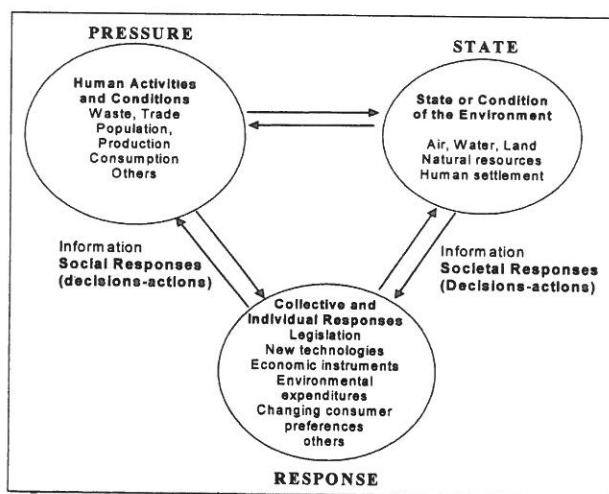 PRESSURE
Human Activities
and Conditions
Waste, Trade
Population,
Production
Consumption
Others
STATE
State or Condition
of the Environment
Air, Water, Land
Natural resources
Human settlement
Information
Social Responses
(decisions-actions)
Information
Societal Responses
(Decisions-actions)
Collective and
Individual Responses
Legislation
New technologies
Economic instruments
Environmental
expenditures
Changing consumer
preferences
others
RESPONSE